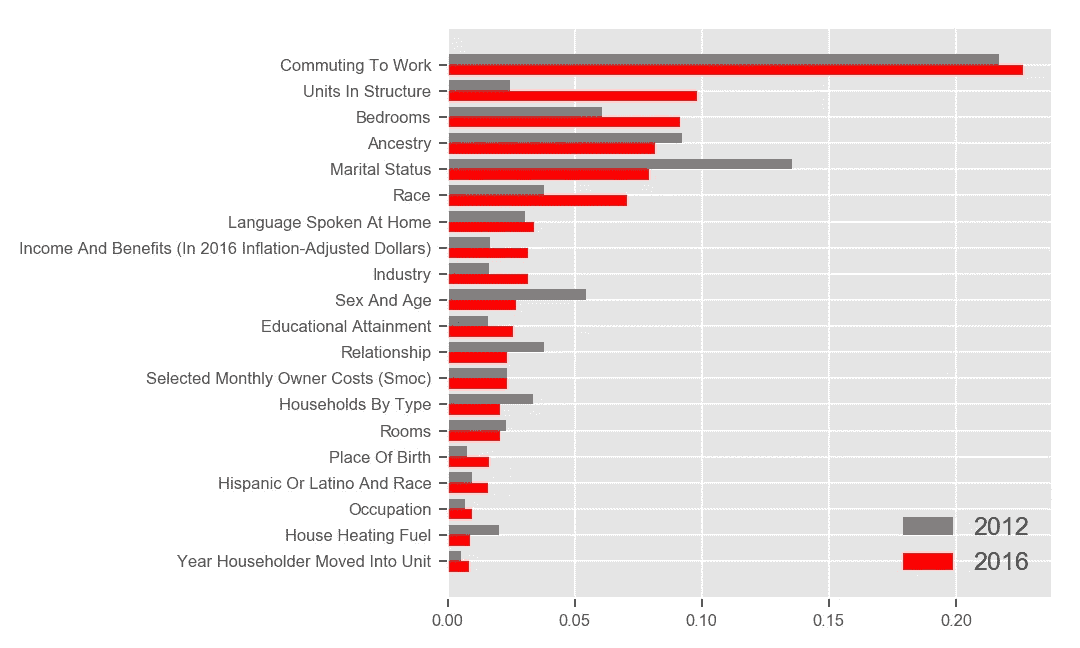 Commuting To Work
Units In Structure
Bedrooms
Ancestry
Marital Status
Race
Language Spoken At Home
Income And Benefits (In 2016 Inflation-Adjusted Dollars)
Industry
Sex And Age
Educational Attainment
Relationship
Selected Monthly Owner Costs (Smoc)
Households By Type
Rooms
Place Of Birth
Hispanic Or Latino And Race
Occupation
House Heating Fuel
Year Householder Moved Into Unit
2012
2016
0.00 0.05 0.10 0.15 0.20